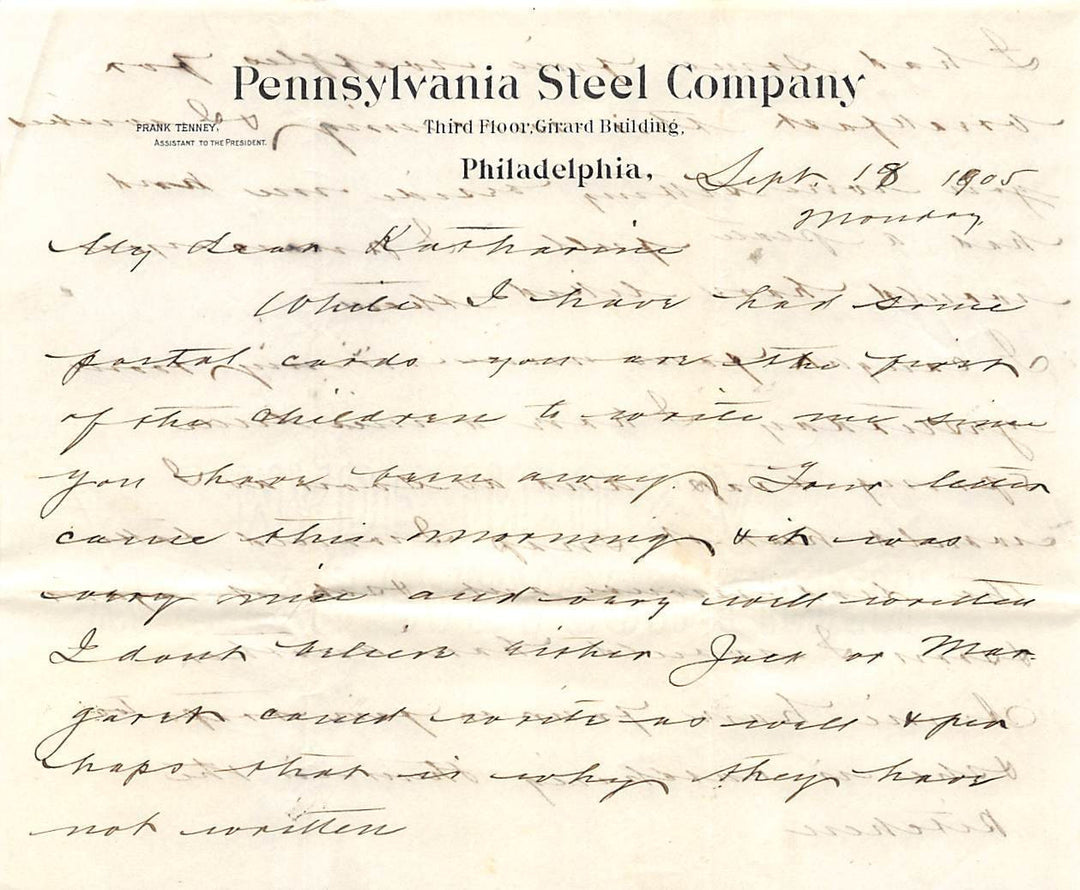 Pennsylvania Steel Company
Third Floor, Girard Building,
FRANK TENNEY,
ASSISTANT TO THE PRESIDENT.
Philadelphia, Sept. 18 1905
Monday
My dear Katharine
While I have had some
postal cards you are the first
of the children to write me since
you have been away. Your letter
came this morning & it was
very nice and very well written
I dont believe either Jack or Mar-
garet could write as well & per
haps that is why they have
not written